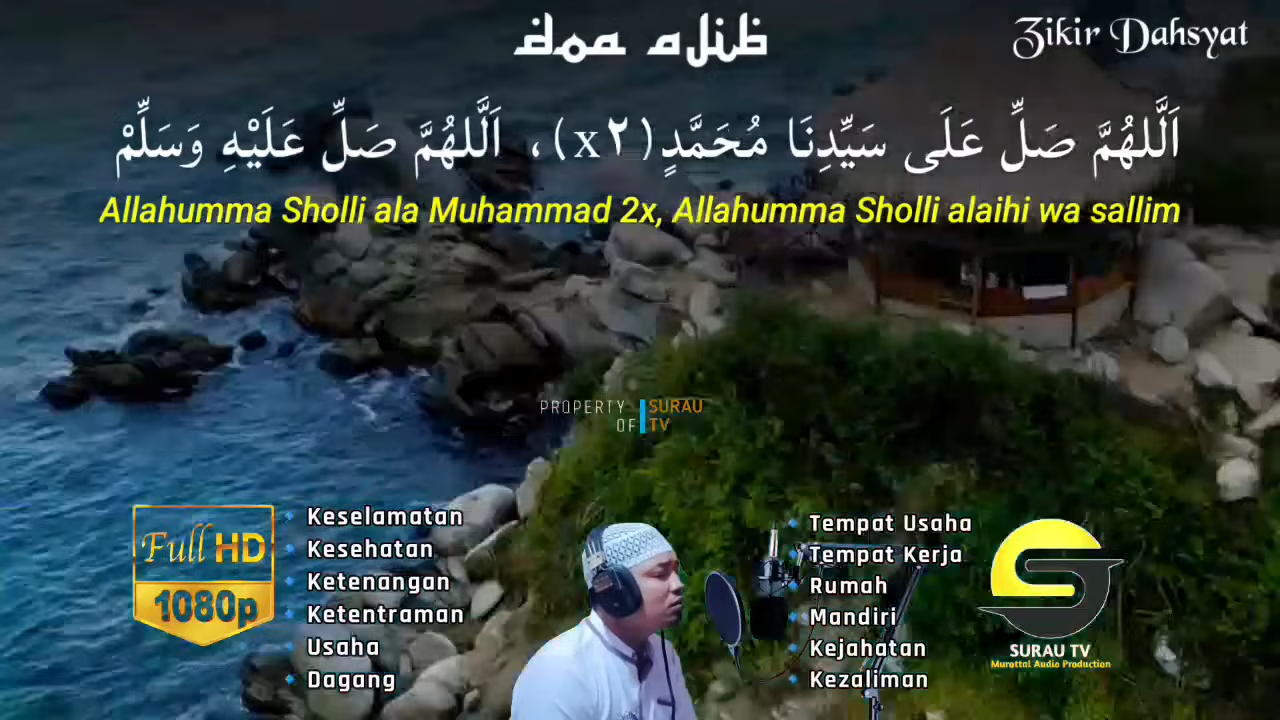 doa ajib
Zikir Dahsyat
اَللَّهُمَّ صَلِّ عَلَى سَيِّدِنَا مُحَمَّدٍ (x٢)، اَللَّهُمَّ صَلِّ عَلَيْهِ وَسَلِّمْ
Allahumma Sholli ala Muhammad 2x, Allahumma Sholli alaihi wa sallim
PROPERTY OF
SURAU TV
Full HD
1080p
Keselamatan
Kesehatan
Ketenangan
Ketentraman
Usaha
Dagang
Tempat Usaha
Tempat Kerja
Rumah
Mandiri
Kejahatan
Kezaliman
SURAU TV
Murottal Audio Production